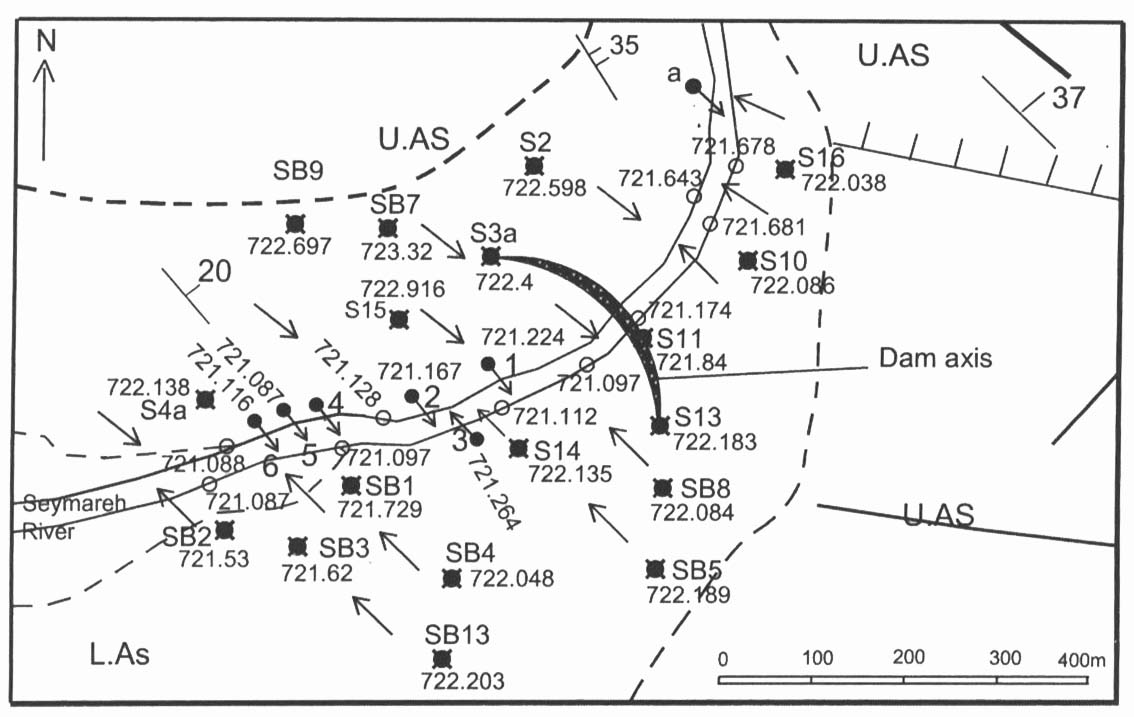 N
35
a
U.AS
37
U.AS
S2
722.598
721.678
S16
722.038
721.643
SB9
722.697
SB7
723.32
S3a
722.4
721.681
S10
722.086
20
722.916
S15
721.174
S11
721.84
721.224
1
721.097
Dam axis
721.087
721.116
721.128
721.167
2
722.138
S4a
4
721.112
S13
722.183
3
S14
722.135
721.264
6
5
721.088
721.097
721.087
Seymareh
River
SB1
721.729
SB8
722.084
U.AS
SB2
721.53
SB3
721.62
SB4
722.048
SB5
722.189
L.As
SB13
722.203
0
100
200
300
400m